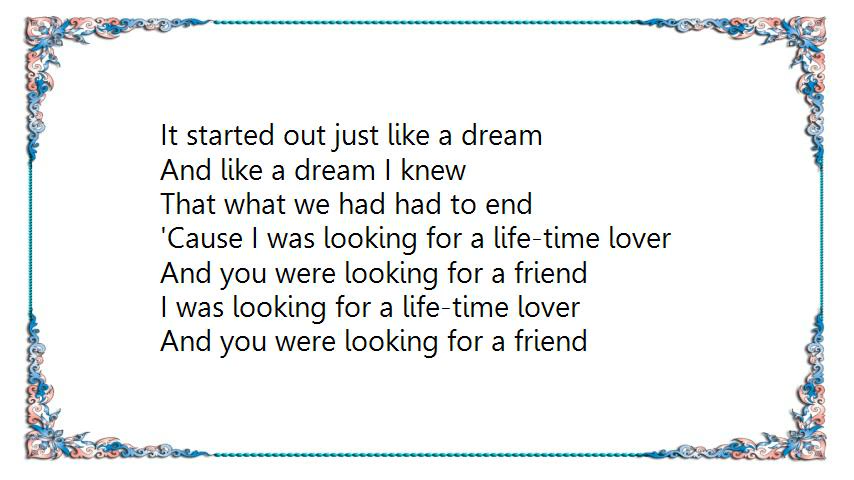 It started out just like a dream
And like a dream I knew
That what we had had to end
'Cause I was looking for a life-time lover
And you were looking for a friend
I was looking for a life-time lover
And you were looking for a friend